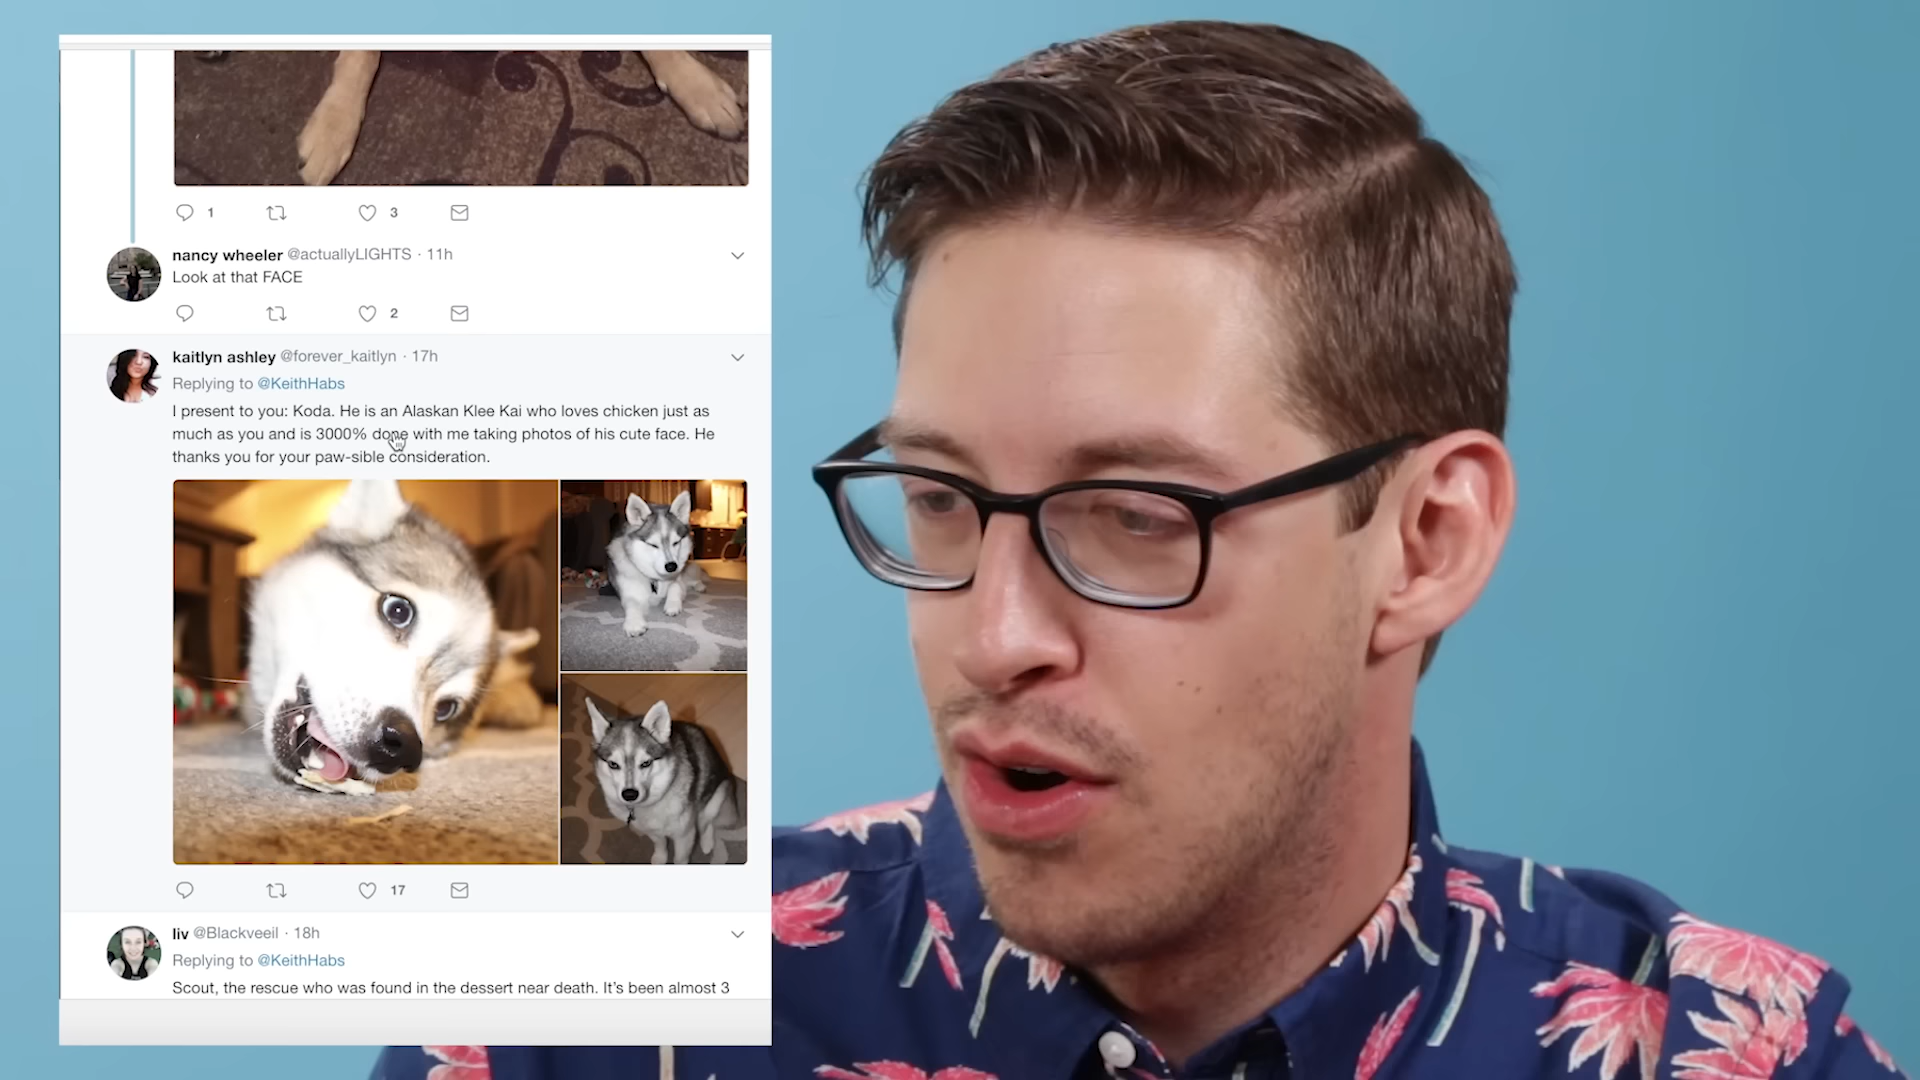 1 3
nancy wheeler @actuallyLIGHTS · 11h
Look at that FACE
2
kaitlyn ashley @forever_kaitlyn · 17h
Replying to @KeithHabs
I present to you: Koda. He is an Alaskan Klee Kai who loves chicken just as
much as you and is 3000% done with me taking photos of his cute face. He
thanks you for your paw-sible consideration.
17
liv @Blackveeil · 18h
Replying to @KeithHabs
Scout, the rescue who was found in the dessert near death. It's been almost 3